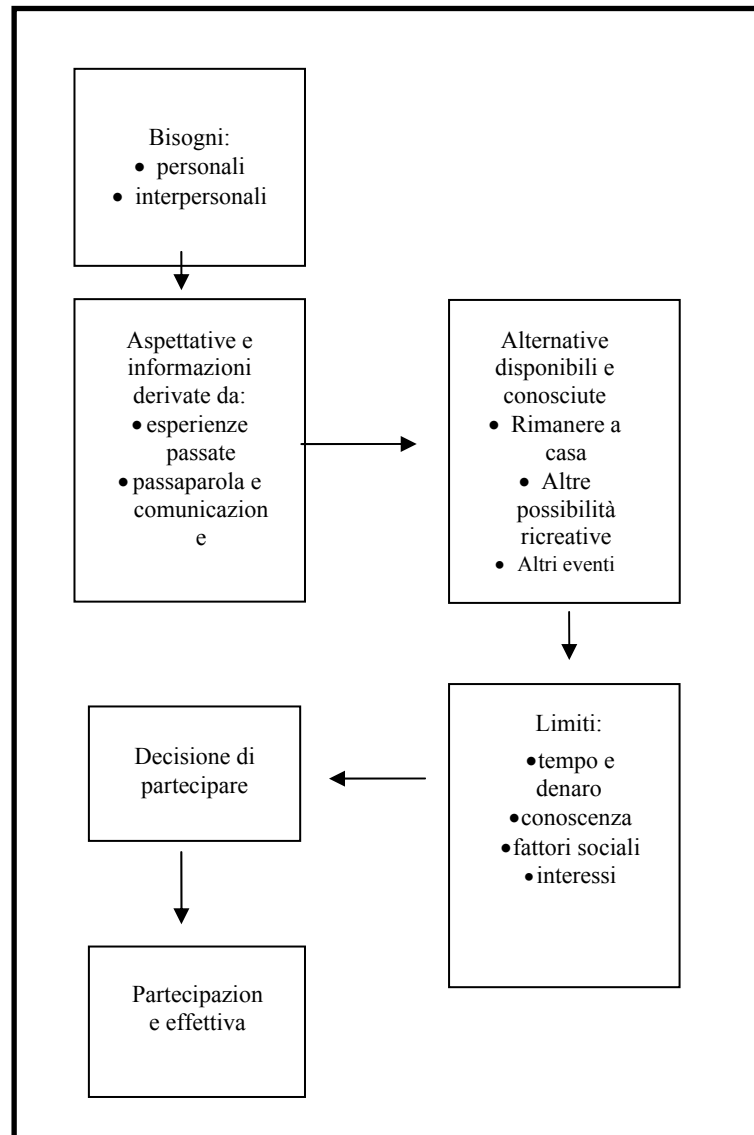 Bisogni:
• personali
• interpersonali
Aspettative e
informazioni
derivate da:
• esperienze
passate
• passaparola e
comunicazion
e
Alternative
disponibili e
conosciute
• Rimanere a
casa
• Altre
possibilità
ricreative
• Altri eventi
Limiti:
• tempo e
denaro
• conoscenza
• fattori sociali
• interessi
Decisione di
partecipare
Partecipazion
e effettiva